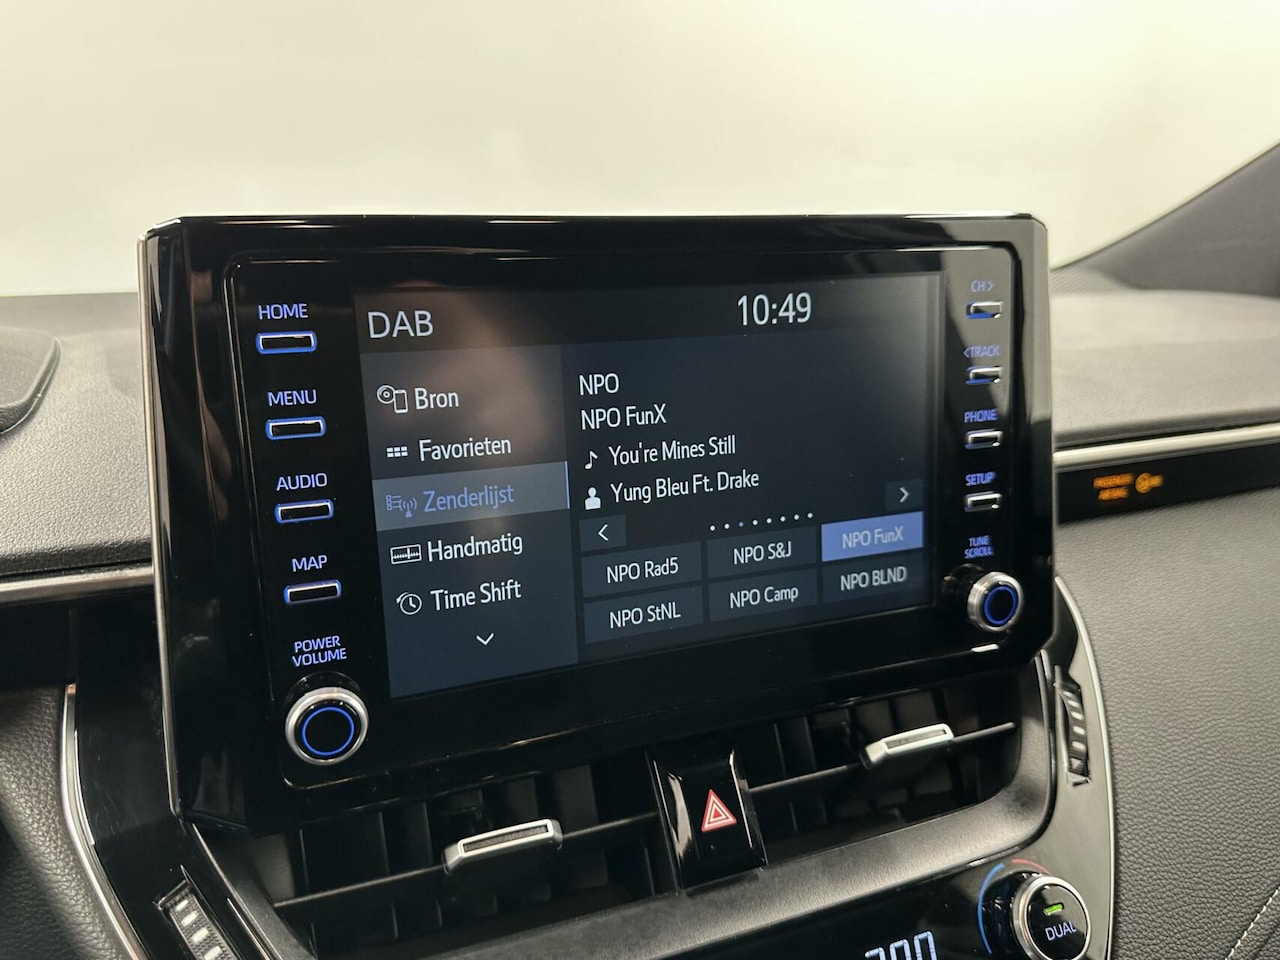 HOME
MENU
AUDIO
MAP
POWER
VOLUME
DAB
10:49
Bron
Favorieten
Zenderlijst
Handmatig
Time Shift
NPO
NPO FunX
You're Mines Still
Yung Bleu Ft. Drake
NPO Rad5
NPO S&J
NPO FunX
NPO StNL
NPO Camp
NPO BLND
CH >
< TRACK
PHONE
SETUP
TUNE
SCROLL
PASSENGER
AIRBAG
DUAL